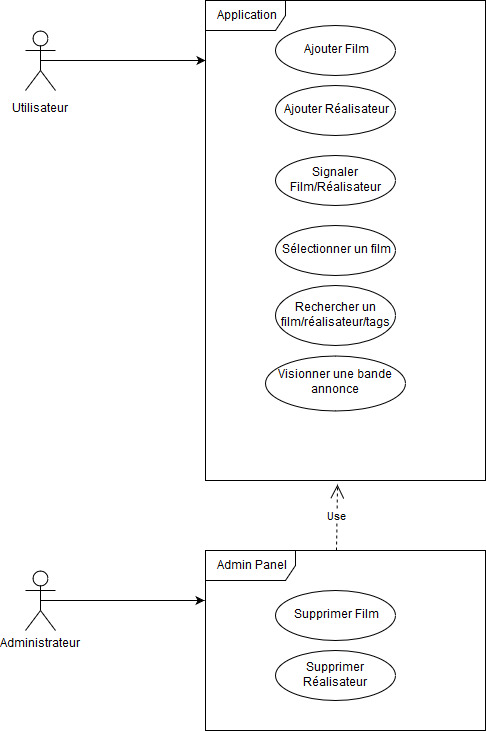 Application
Ajouter Film
Utilisateur
Ajouter Réalisateur
Signaler
Film/Réalisateur
Sélectionner un film
Rechercher un
film/réalisateur/tags
Visionner une bande
annonce
Use
Admin Panel
Supprimer Film
Administrateur
Supprimer
Réalisateur